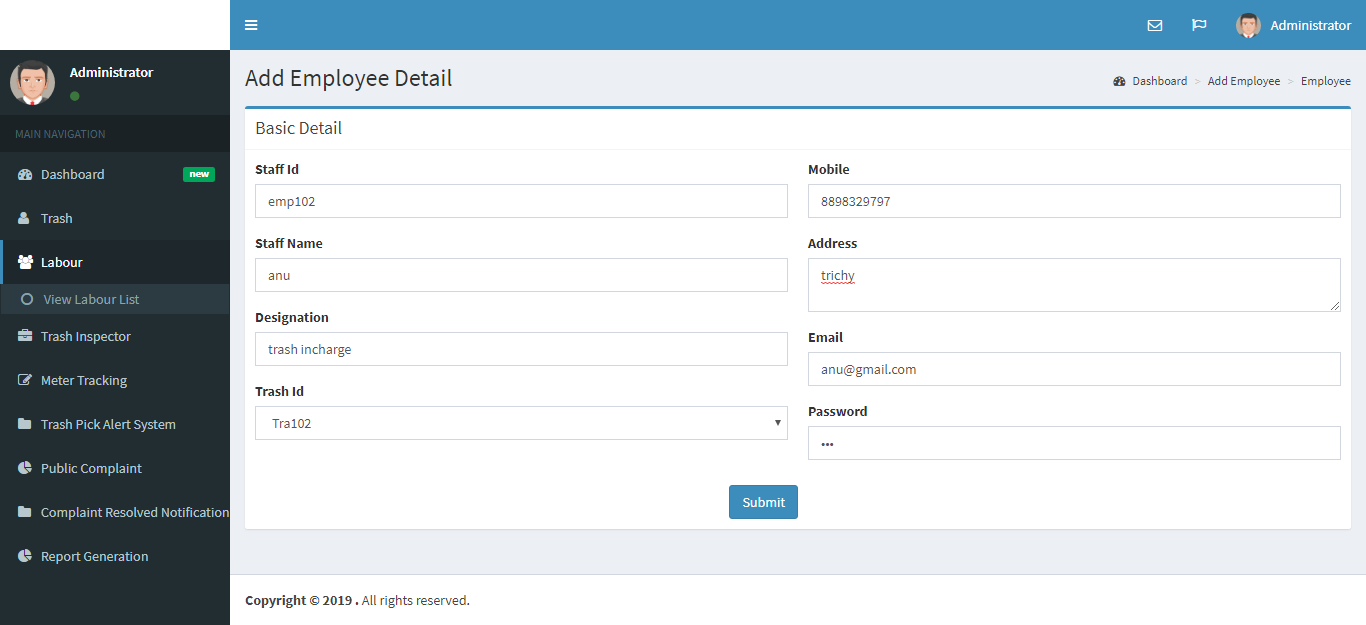 Administrator
Administrator
MAIN NAVIGATION
Dashboard new
Trash
Labour
View Labour List
Trash Inspector
Meter Tracking
Trash Pick Alert System
Public Complaint
Complaint Resolved Notification
Report Generation
Add Employee Detail
Dashboard > Add Employee > Employee
Basic Detail
Staff Id
emp102
Staff Name
anu
Designation
trash incharge
Trash Id
Tra102
Mobile
8898329797
Address
trichy
Email
anu@gmail.com
Password
•••
Submit
Copyright © 2019 . All rights reserved.